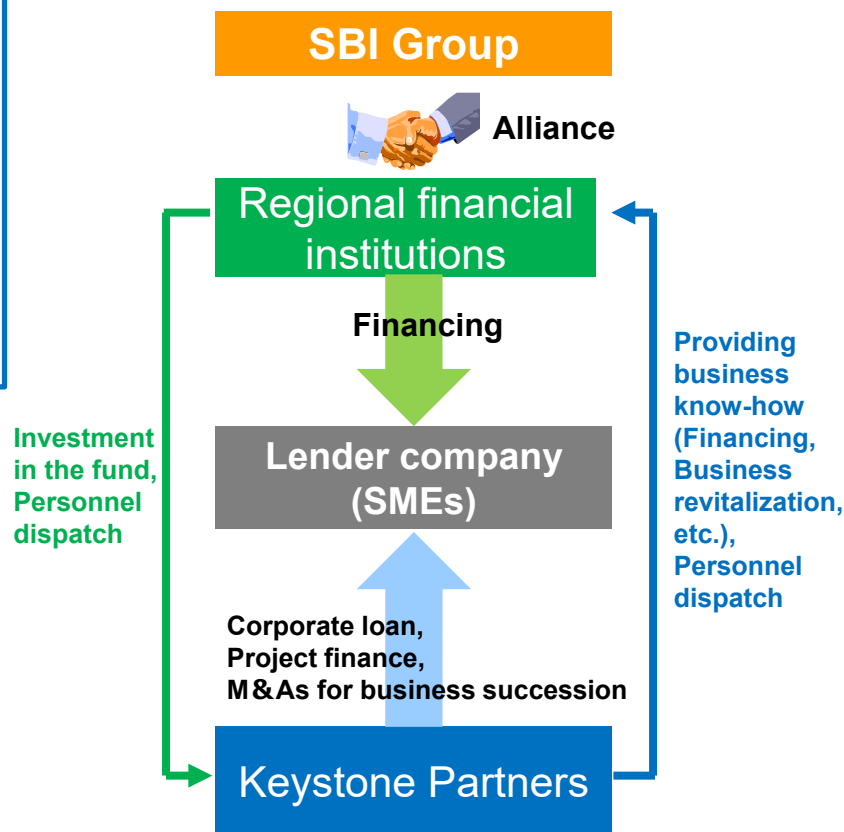 SBI Group
Alliance
Regional financial
institutions
Financing
Providing
business
know-how
(Financing,
Business
revitalization,
etc.),
Personnel
dispatch
Investment
in the fund,
Personnel
dispatch
Lender company
(SMEs)
Corporate loan,
Project finance,
M&As for business succession
Keystone Partners